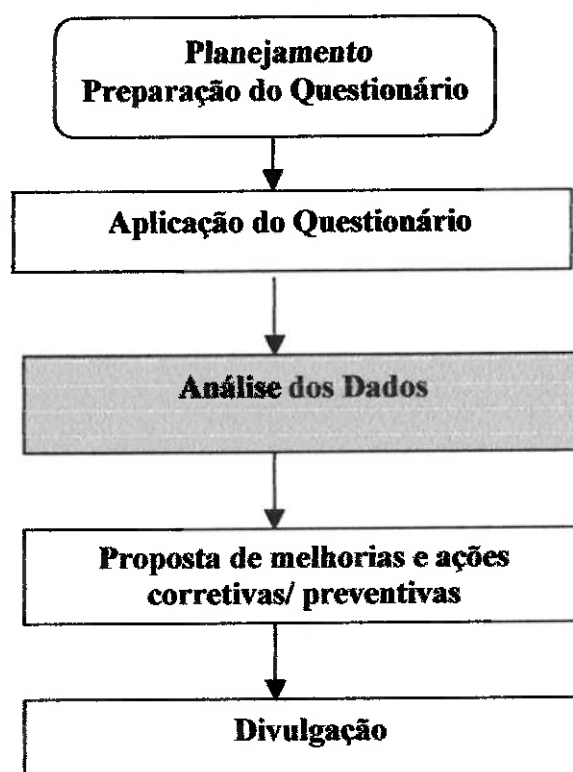 Planejamento
Preparação do Questionário
Aplicação do Questionário
Análise dos Dados
Proposta de melhorias e ações
corretivas/ preventivas
Divulgação